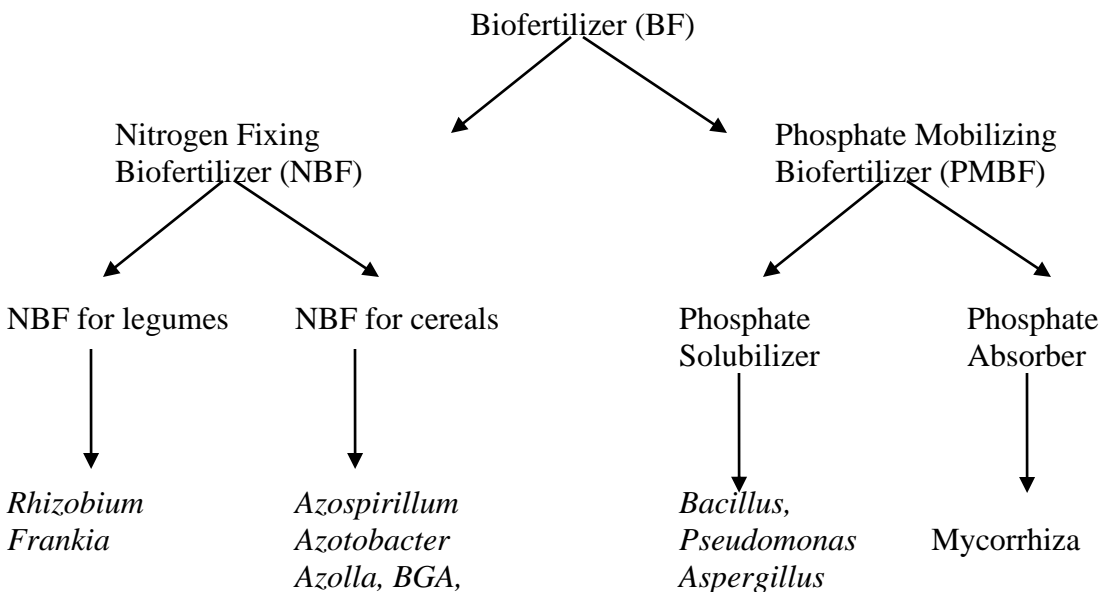 Biofertilizer (BF)
Nitrogen Fixing
Biofertilizer (NBF)
Phosphate Mobilizing
Biofertilizer (PMBF)
NBF for legumes
NBF for cereals
Phosphate
Solubilizer
Phosphate
Absorber
Rhizobium
Frankia
Azospirillum
Azotobacter
Azolla, BGA,
Bacillus,
Pseudomonas
Aspergillus
Mycorrhiza